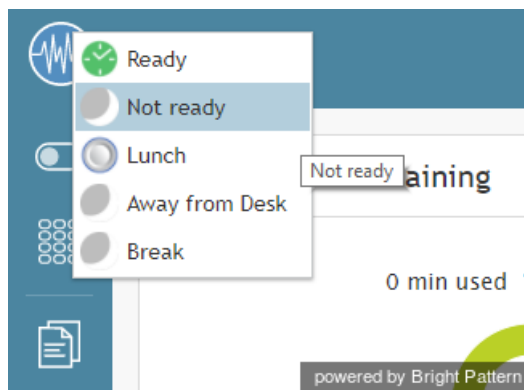 Ready
Not ready
Lunch
Not ready
aining
Away from Desk
Break
0 min used
powered by Bright Pattern